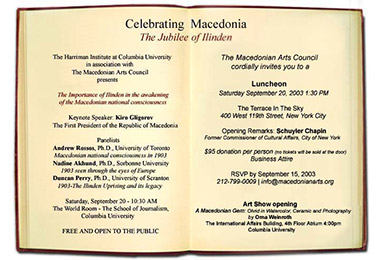 Celebrating Macedonia
The Jubilee of Ilinden
The Harriman Institute at Columbia University
in association with
The Macedonian Arts Council
presents
The Importance of Ilinden in the awakening
of the Macedonian national consciousness
Keynote Speaker: Kiro Gligorov
The First President of the Republic of Macedonia
Panelists
Andrew Rossos, Ph.D., University of Toronto
Macedonian national consciousness in 1903
Nadine Akhund, Ph.D., Sorbonne University
1903 seen through the eyes of Europe
Duncan Perry, Ph.D., University of Scranton
1903-The Ilinden Uprising and its legacy
Saturday, September 20 - 10:30 AM
The World Room - The School of Journalism,
Columbia University
FREE AND OPEN TO THE PUBLIC
The Macedonian Arts Council
cordially invites you to a
Luncheon
Saturday September 20, 2003 1:30 PM
The Terrace In The Sky
400 West 119th Street, New York City
Opening Remarks: Schuyler Chapin
Former Commissioner of Cultural Affairs, City of New York
$95 donation per person (no tickets will be sold at the door)
Business Attire
RSVP by September 15, 2003
212-799-0009 | info@macedonianarts.org
Art Show opening
A Macedonian Gem: Ohrid in Watercolor, Ceramic and Photography
by Oma Weinroth
The International Affairs Building, 4th Floor Atrium 4:00pm
Columbia University